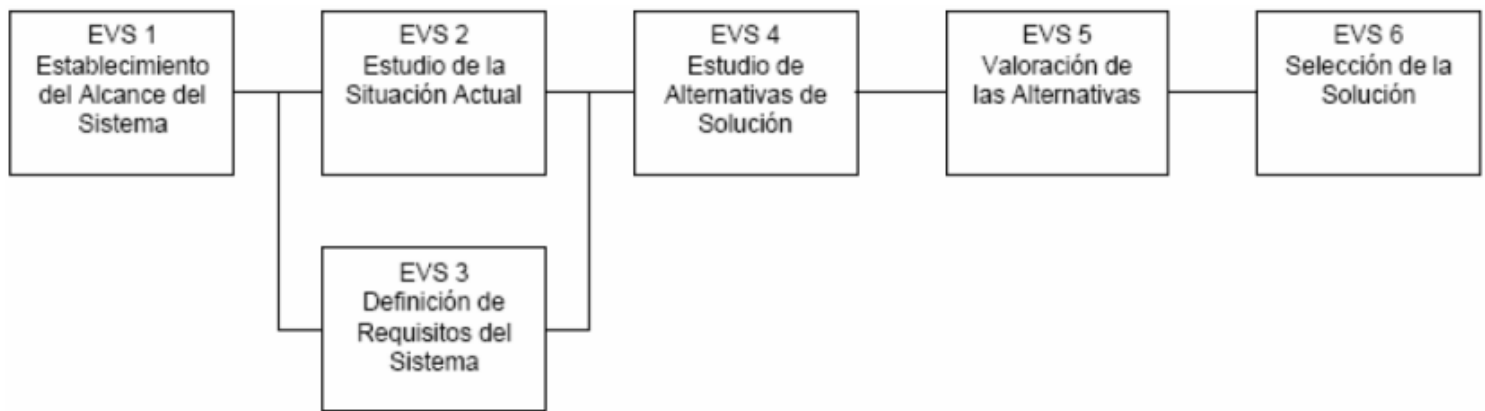 EVS 1
Establecimiento
del Alcance del
Sistema
EVS 2
Estudio de la
Situación Actual
EVS 4
Estudio de
Alternativas de
Solución
EVS 5
Valoración de
las Alternativas
EVS 6
Selección de la
Solución
EVS 3
Definición de
Requisitos del
Sistema